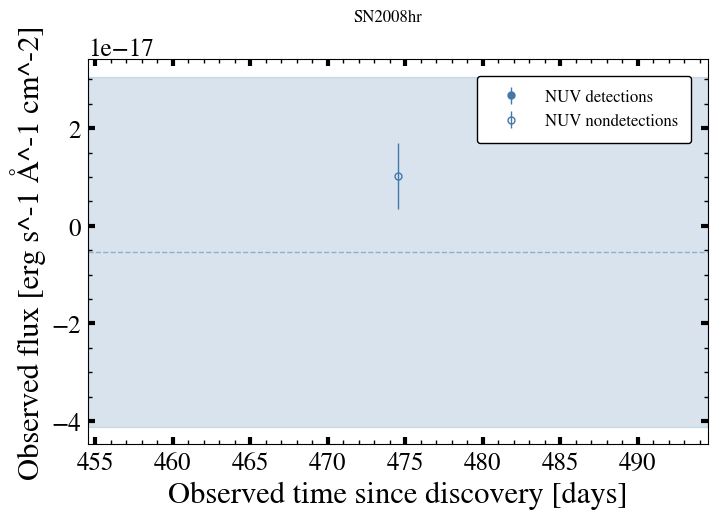 SN2008hr
1e−17
NUV detections
NUV nondetections
2
0
−2
−4
Observed flux [erg s^-1 Å^-1 cm^-2]
455 460 465 470 475 480 485 490
Observed time since discovery [days]